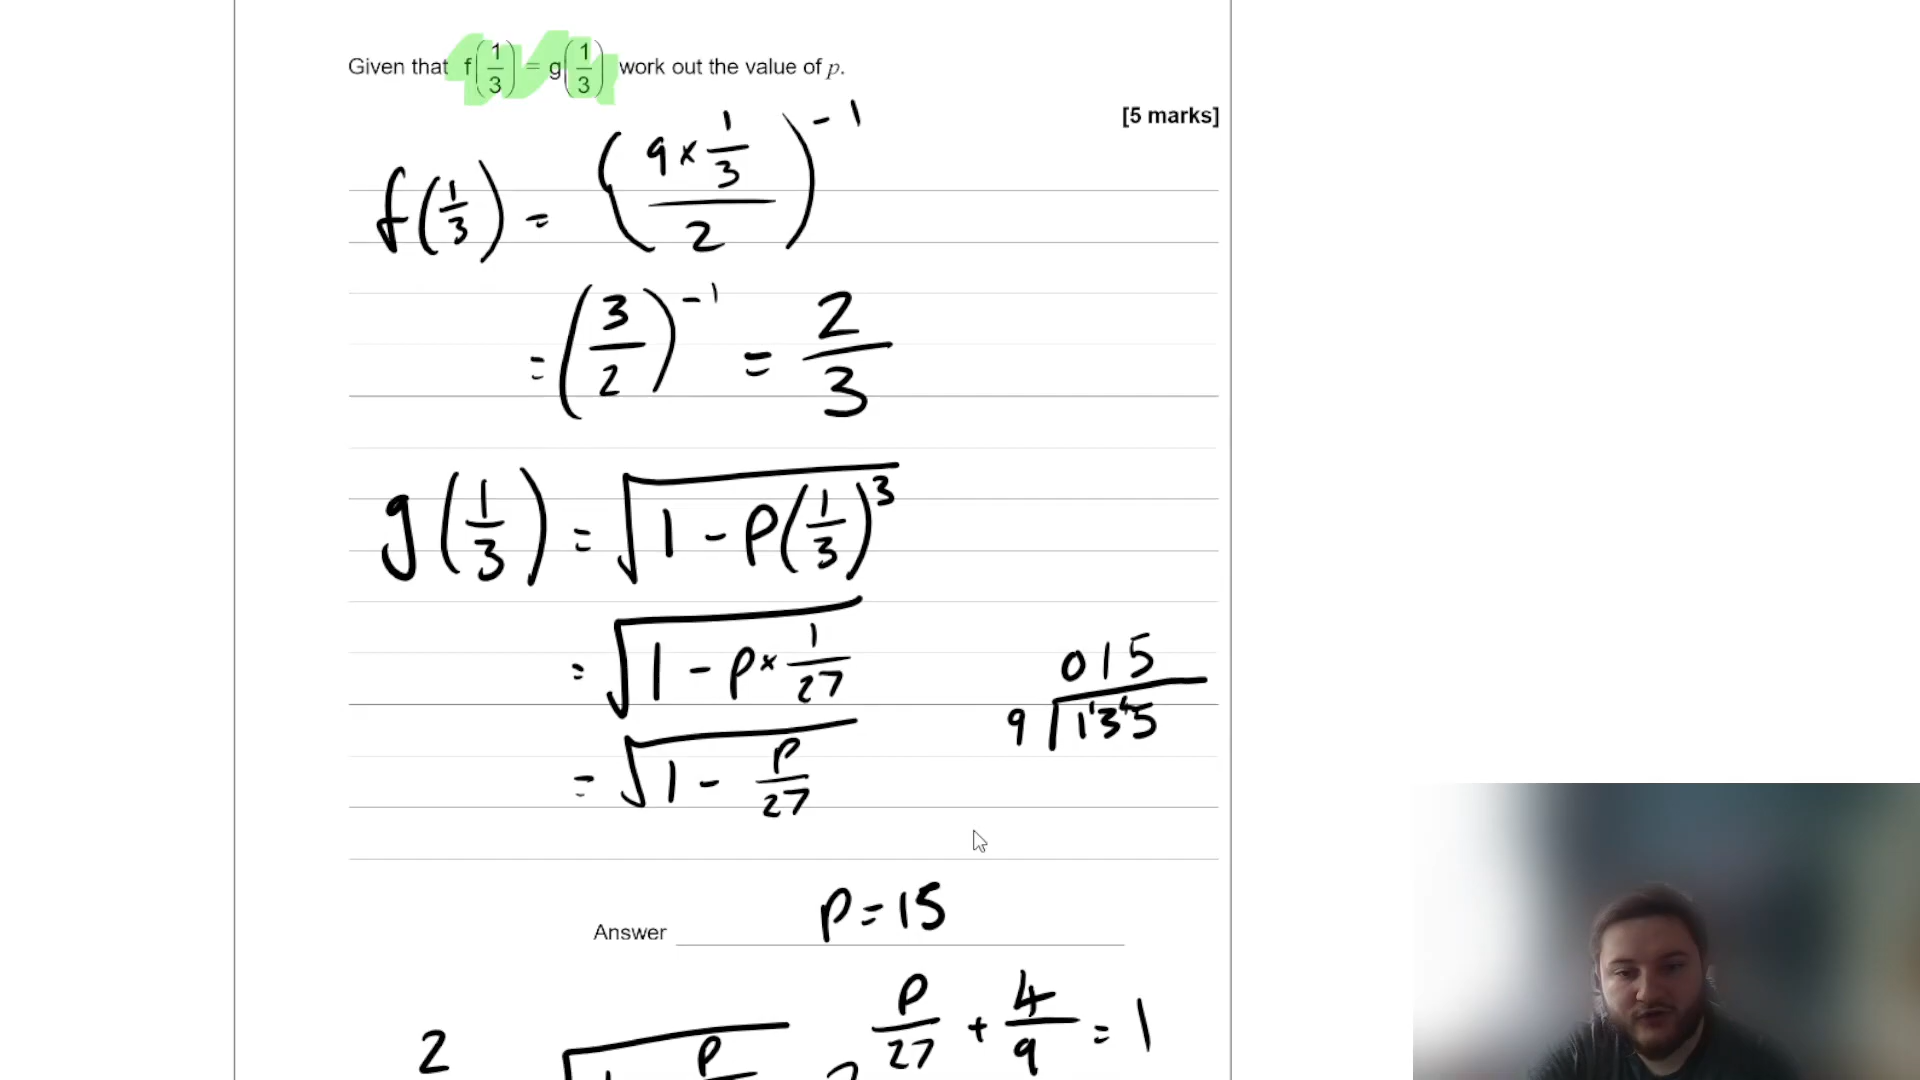 Given that f(1/3) = g(1/3) work out the value of p.
[5 marks]
f(1/3) = ((9 × 1/3)/2)^-1
= (3/2)^-1 = 2/3
g(1/3) = √(1 - p(1/3)^3)
= √(1 - p × 1/27)
015
9 1¹3⁴5
= √(1 - p/27)
p = 15
Answer
p/27 + 4/9 = 1
2
p